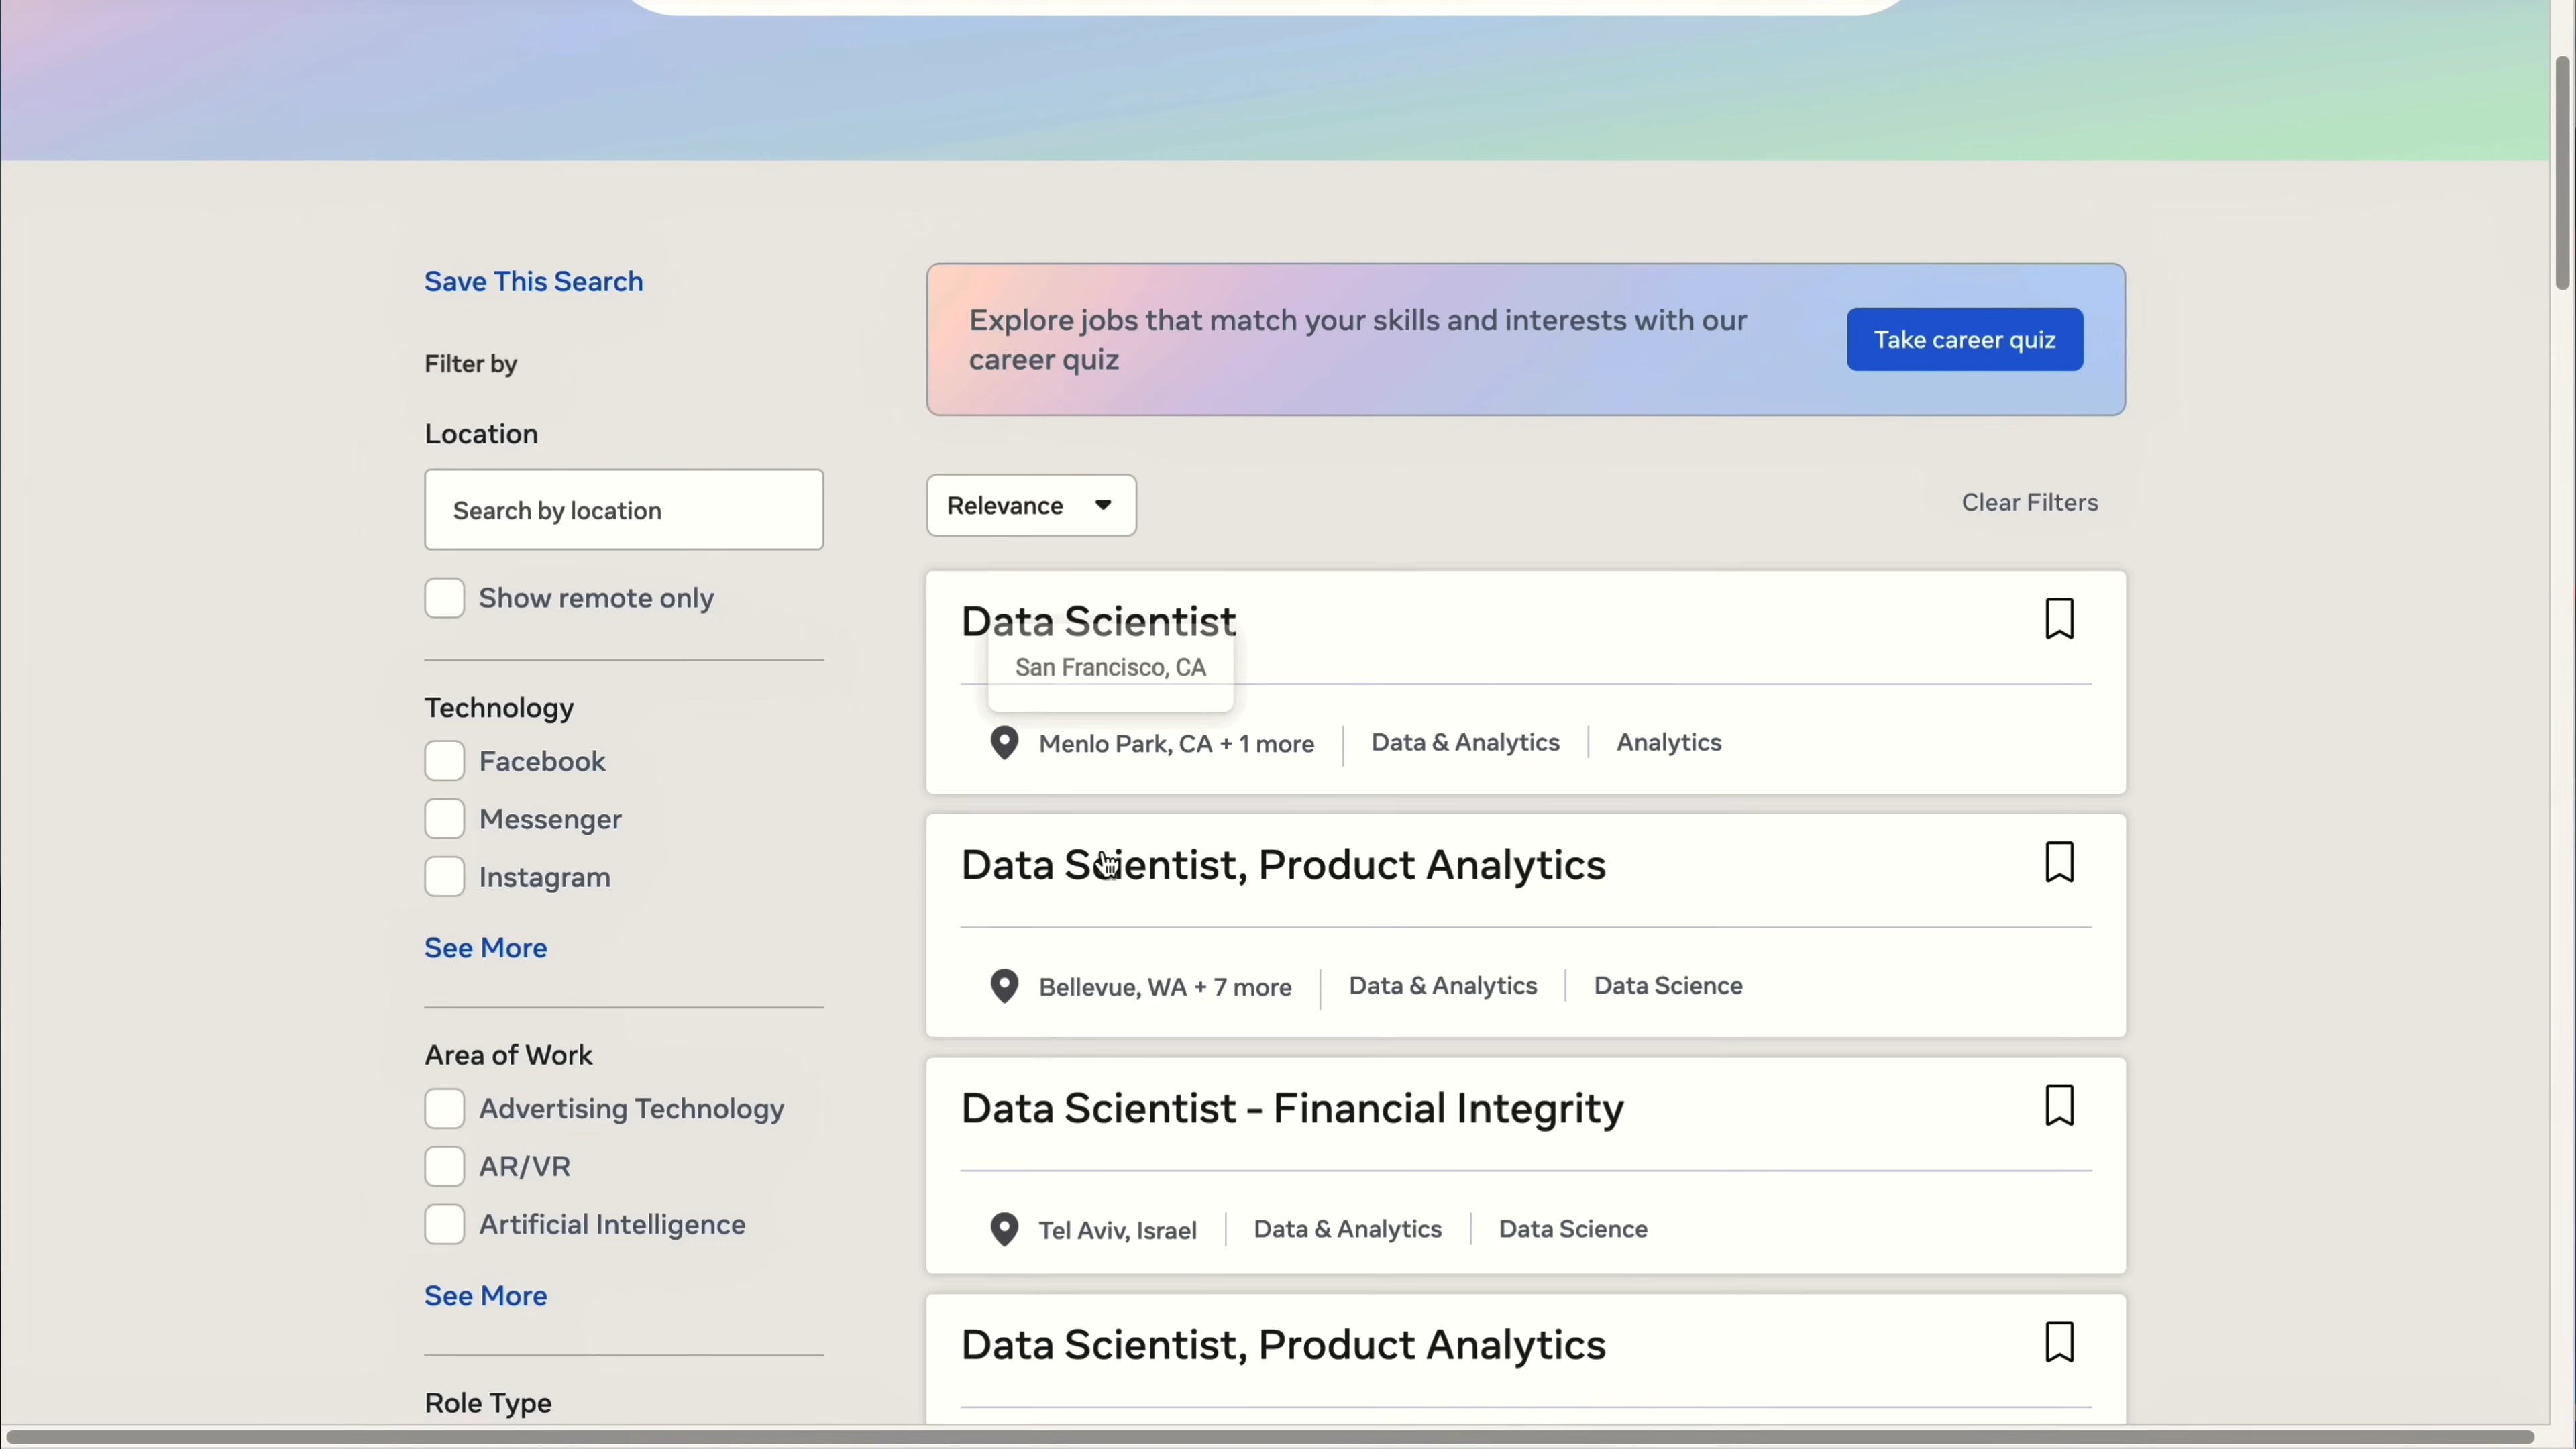 Save This Search
Filter by
Location
Search by location
Show remote only
Technology
Facebook
Messenger
Instagram
See More
Area of Work
Advertising Technology
AR/VR
Artificial Intelligence
See More
Role Type
Explore jobs that match your skills and interests with our
career quiz
Take career quiz
Relevance
Clear Filters
Data Scientist
San Francisco, CA
Menlo Park, CA + 1 more
Data & Analytics
Analytics
Data Scientist, Product Analytics
Bellevue, WA + 7 more
Data & Analytics
Data Science
Data Scientist - Financial Integrity
Tel Aviv, Israel
Data & Analytics
Data Science
Data Scientist, Product Analytics